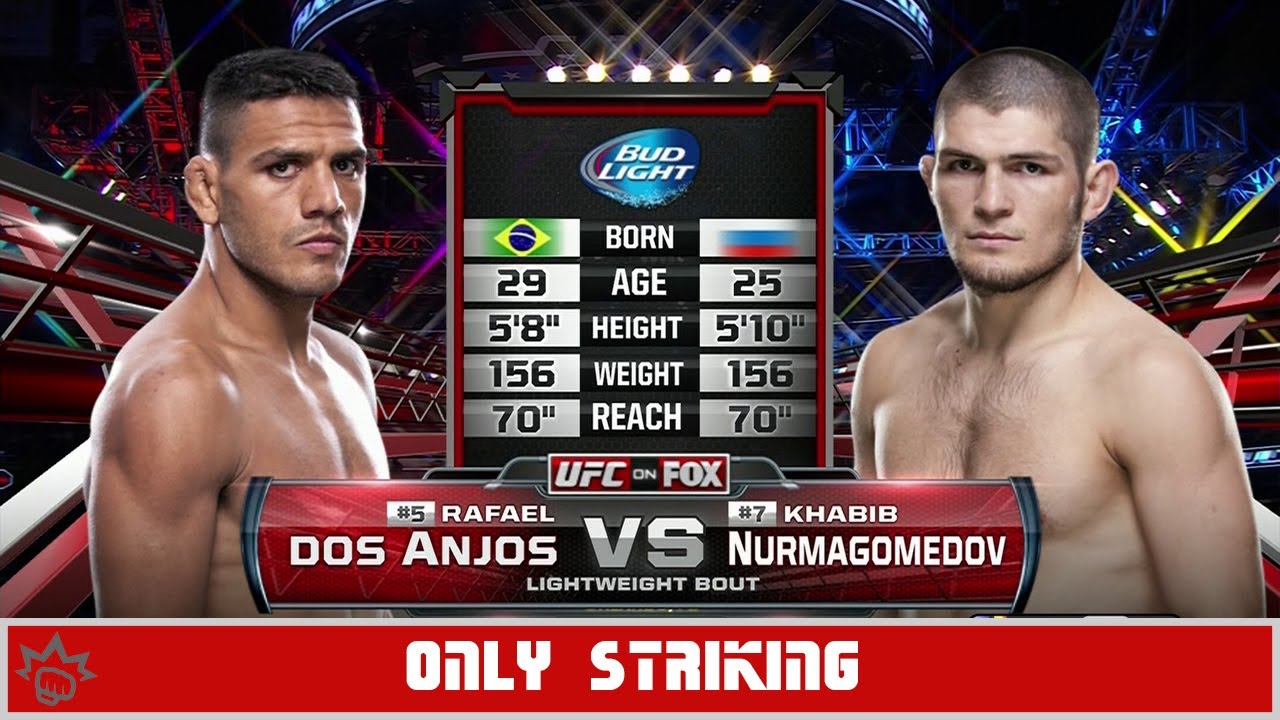 BUD
LIGHT
BORN
29 AGE 25
5'8" HEIGHT 5'10"
156 WEIGHT 156
70" REACH 70"
UFC ON FOX
#5 RAFAEL
DOS ANJOS
VS
#7 KHABIB
NURMAGOMEDOV
LIGHTWEIGHT BOUT
ONLY STRIKING